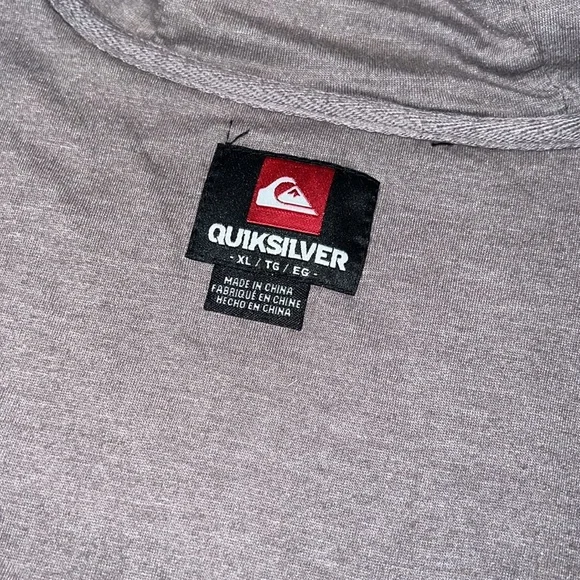 QUIKSILVER
- XL / TG / EG -
MADE IN CHINA
FABRIQUÉ EN CHINE
HECHO EN CHINA